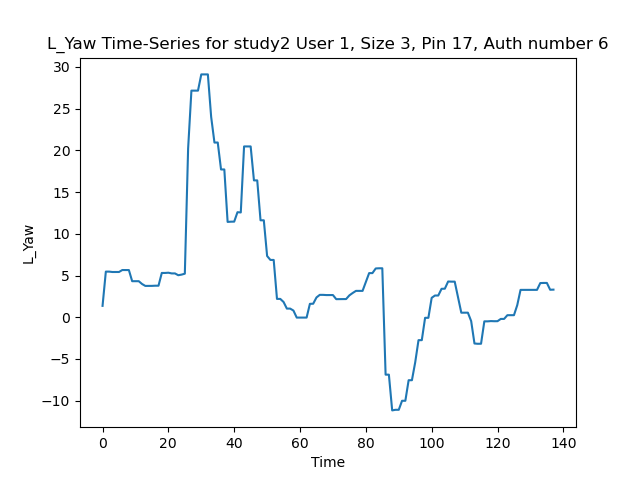 L_Yaw Time-Series for study2 User 1, Size 3, Pin 17, Auth number 6
30
25
20
15
10
5
0
−5
−10
L_Yaw
0 20 40 60 80 100 120 140
Time